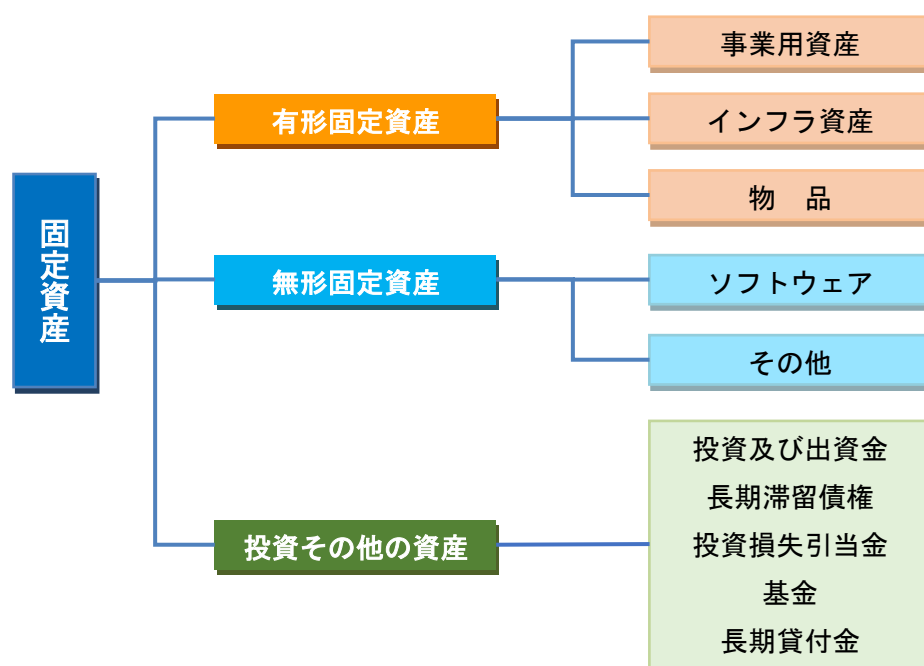 固定資産
有形固定資産
事業用資産
インフラ資産
物　品
無形固定資産
ソフトウェア
その他
投資その他の資産
投資及び出資金
長期滞留債権
投資損失引当金
基金
長期貸付金